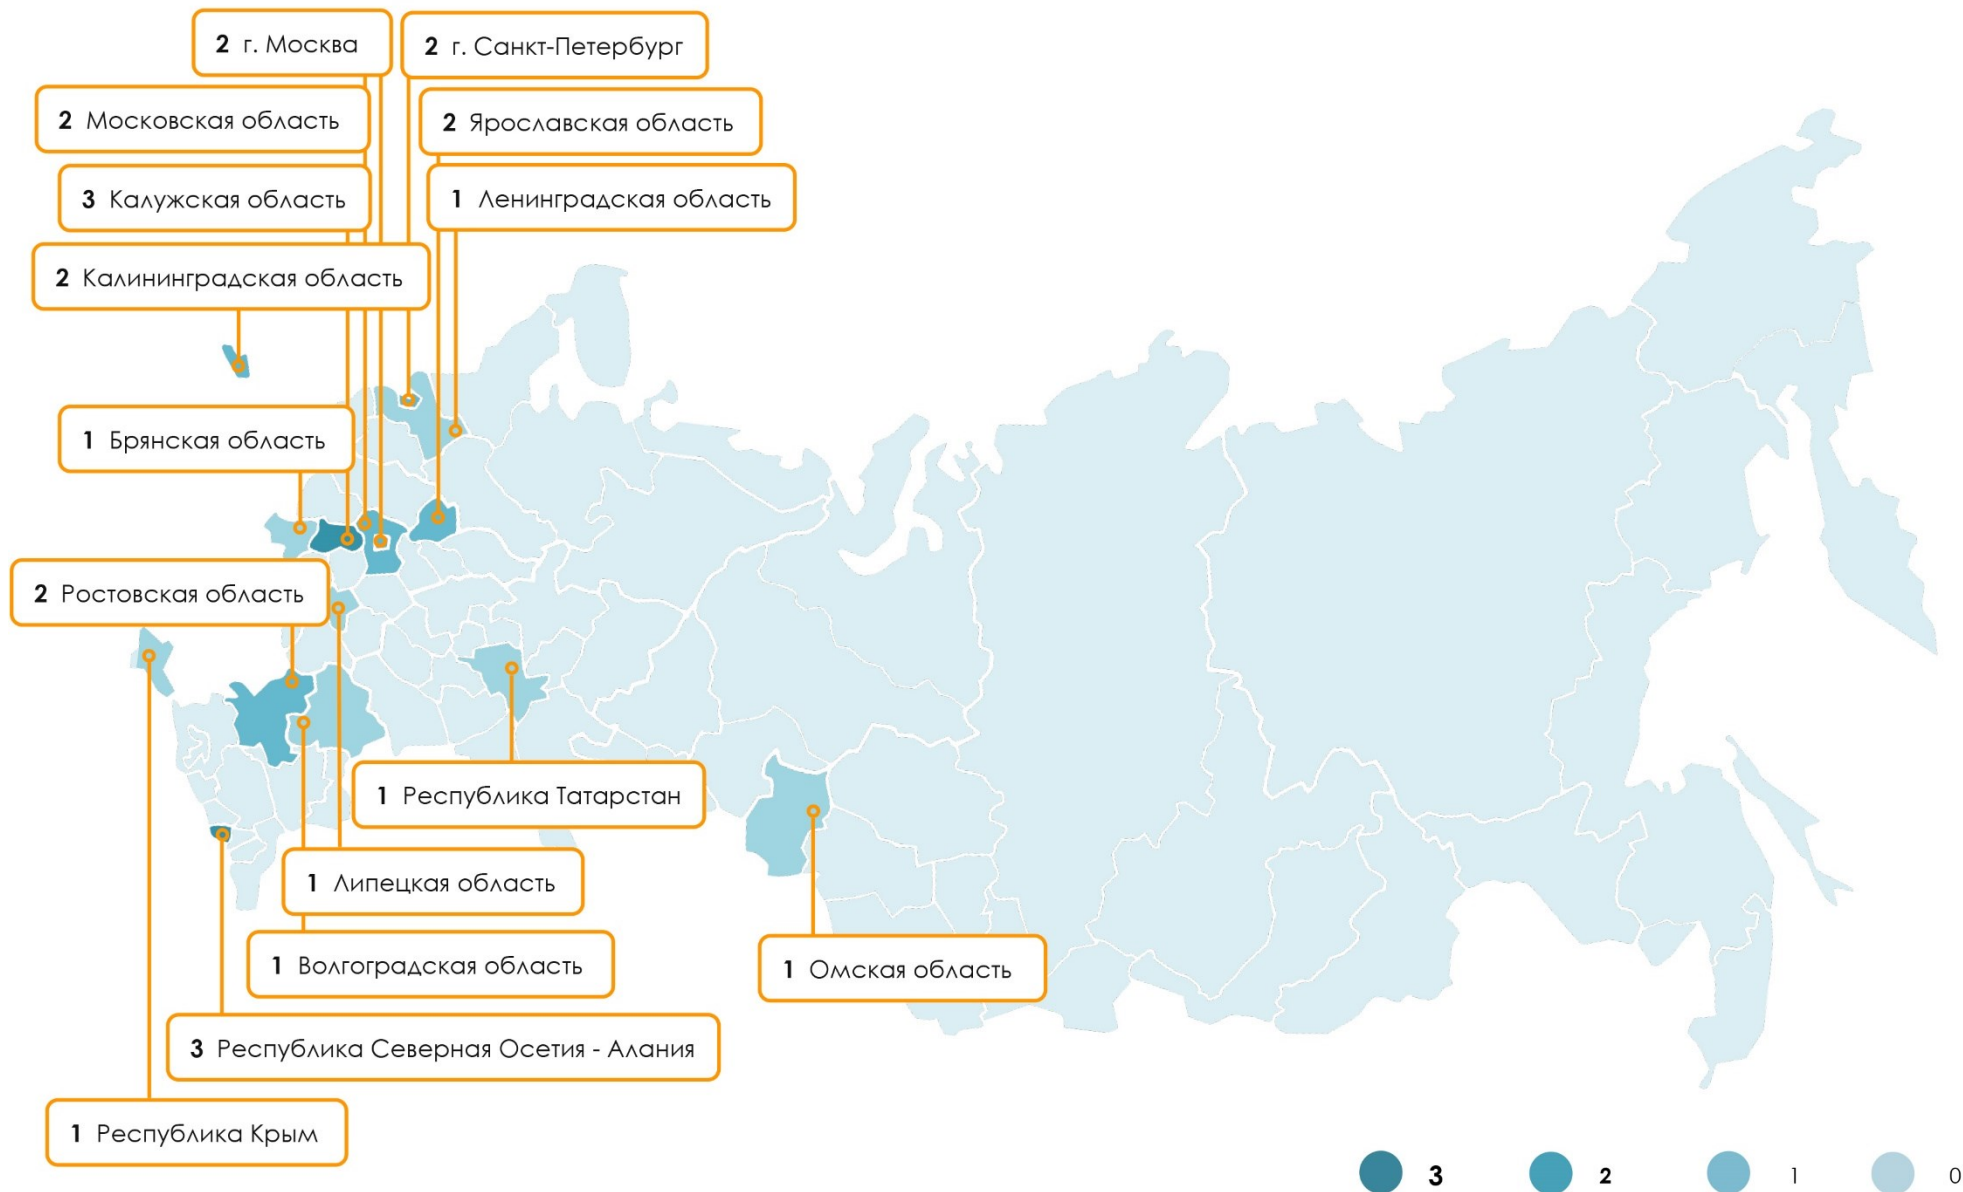 2 г. Москва
2 г. Санкт-Петербург
2 Московская область
2 Ярославская область
3 Калужская область
1 Ленинградская область
2 Калининградская область
1 Брянская область
2 Ростовская область
1 Республика Татарстан
1 Липецкая область
1 Волгоградская область
1 Омская область
3 Республика Северная Осетия - Алания
1 Республика Крым
3 2 1 0